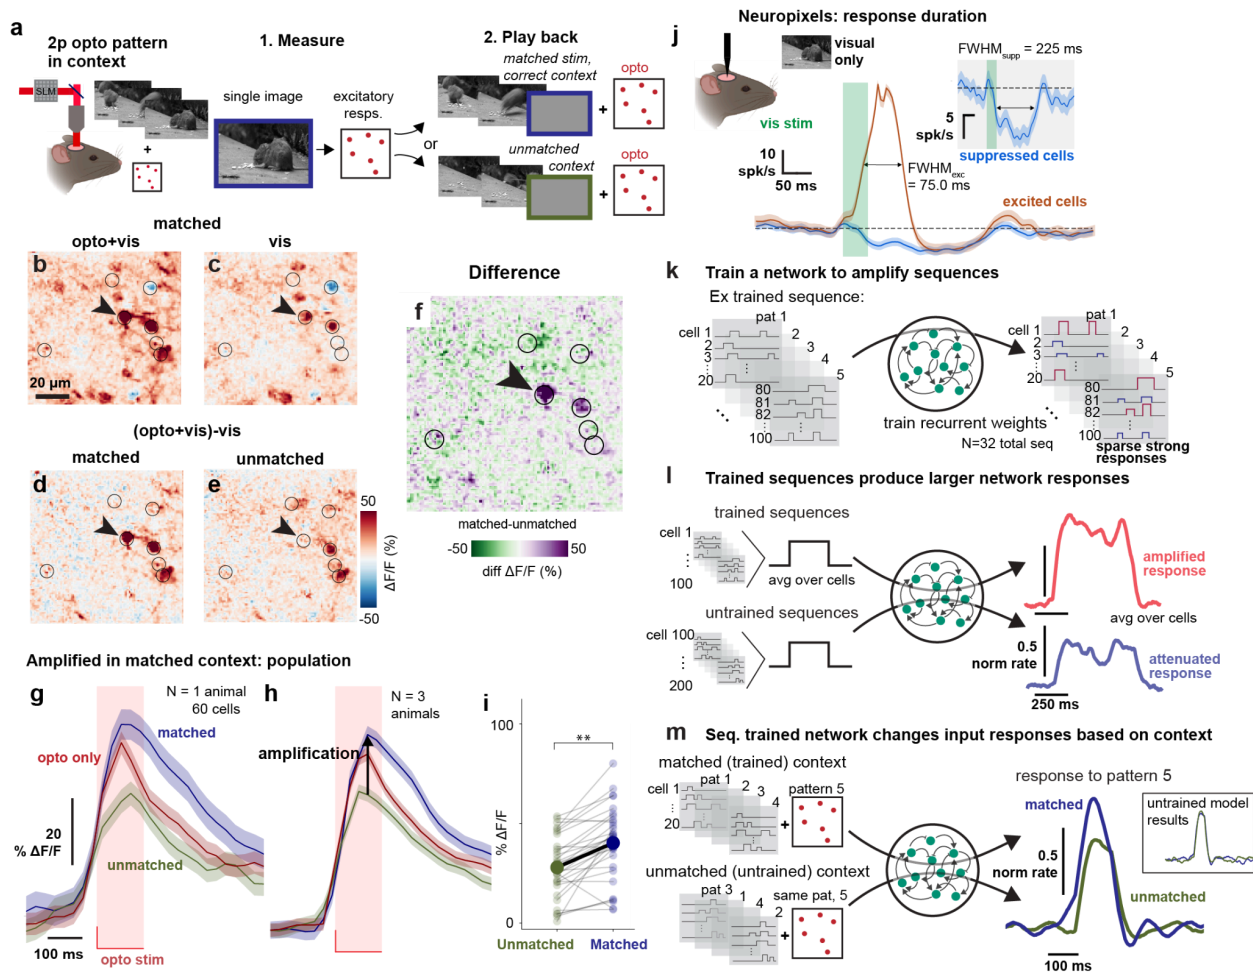 a
2p opto pattern
in context
SLM
+
1. Measure
single image
excitatory
resps.
or
2. Play back
matched stim,
correct context
opto
+
unmatched
context
opto
+
matched
opto+vis
vis
b
c
20 µm
(opto+vis)-vis
matched
unmatched
d
e
50
ΔF/F (%)
-50
Difference
f
matched-unmatched
-50
50
diff ΔF/F (%)
Amplified in matched context: population
g
N = 1 animal
60 cells
matched
opto only
20
% ΔF/F
unmatched
100 ms
opto stim
h
N = 3
animals
amplification
i
100
% ΔF/F
0
**
Unmatched
Matched
Neuropixels: response duration
j
visual
only
vis stim
10
spk/s
50 ms
FWHMsupp = 225 ms
5
spk/s
suppressed cells
FWHMexc
= 75.0 ms
excited cells
k
Train a network to amplify sequences
Ex trained sequence:
pat 1
2
3
4
5
cell 1
2
3
20
80
81
82
100
train recurrent weights
N=32 total seq
pat 1
2
3
4
5
cell 1
2
3
20
80
81
82
100
sparse strong
responses
l
Trained sequences produce larger network responses
trained sequences
cell 1
100
avg over cells
untrained sequences
cell 100
200
amplified
response
avg over cells
0.5
norm rate
attenuated
response
250 ms
m
Seq. trained network changes input responses based on context
matched (trained) context
pat 1
2
3
4
cell 1
20
+
pattern 5
unmatched (untrained) context
pat 3
1
4
2
cell 1
20
+
same pat, 5
response to pattern 5
matched
0.5
norm rate
unmatched
100 ms
untrained model
results